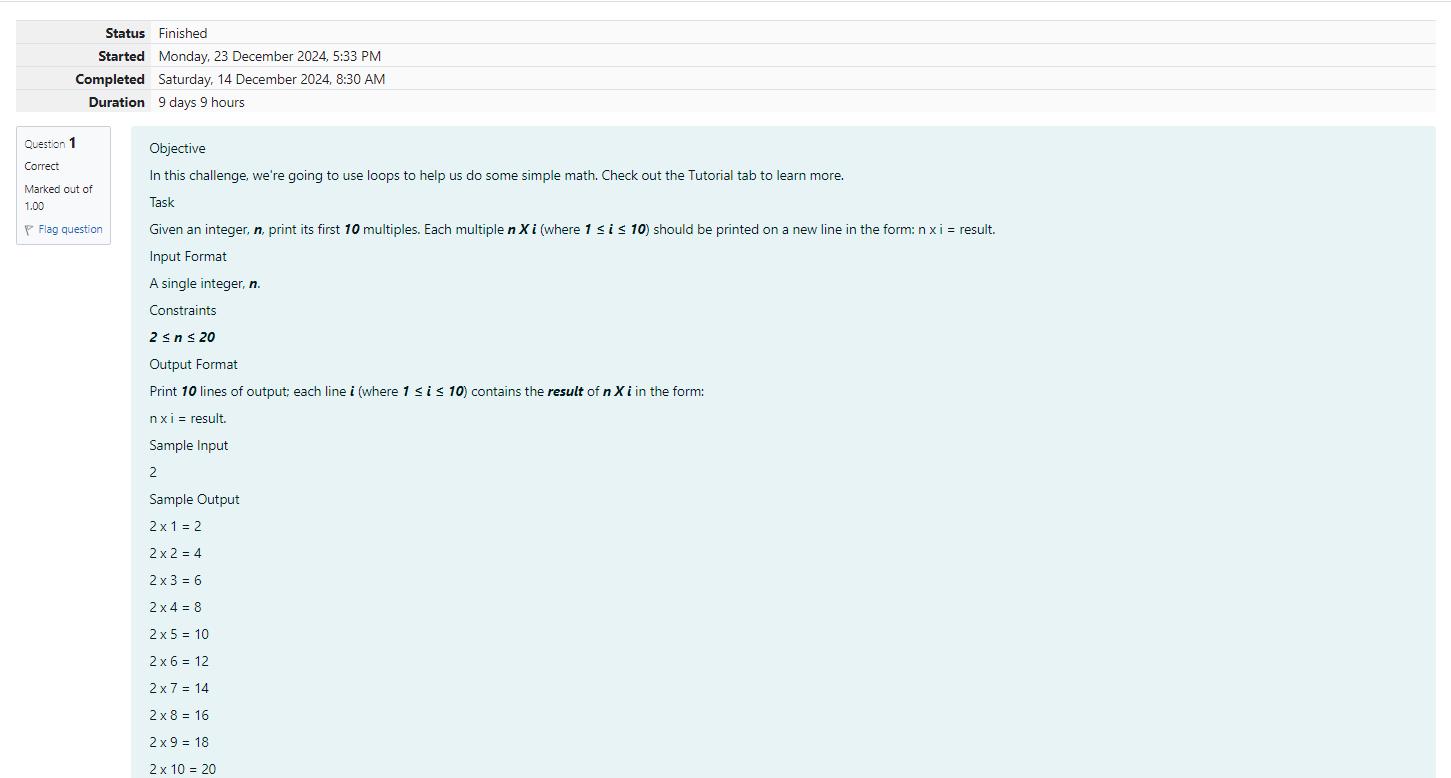 Status Finished
Started Monday, 23 December 2024, 5:33 PM
Completed Saturday, 14 December 2024, 8:30 AM
Duration 9 days 9 hours
Question 1
Correct
Marked out of
1.00
Flag question
Objective
In this challenge, we're going to use loops to help us do some simple math. Check out the Tutorial tab to learn more.
Task
Given an integer, n, print its first 10 multiples. Each multiple n X i (where 1 ≤ i ≤ 10) should be printed on a new line in the form: n x i = result.
Input Format
A single integer, n.
Constraints
2 ≤ n ≤ 20
Output Format
Print 10 lines of output; each line i (where 1 ≤ i ≤ 10) contains the result of n X i in the form:
n x i = result.
Sample Input
2
Sample Output
2 x 1 = 2
2 x 2 = 4
2 x 3 = 6
2 x 4 = 8
2 x 5 = 10
2 x 6 = 12
2 x 7 = 14
2 x 8 = 16
2 x 9 = 18
2 x 10 = 20